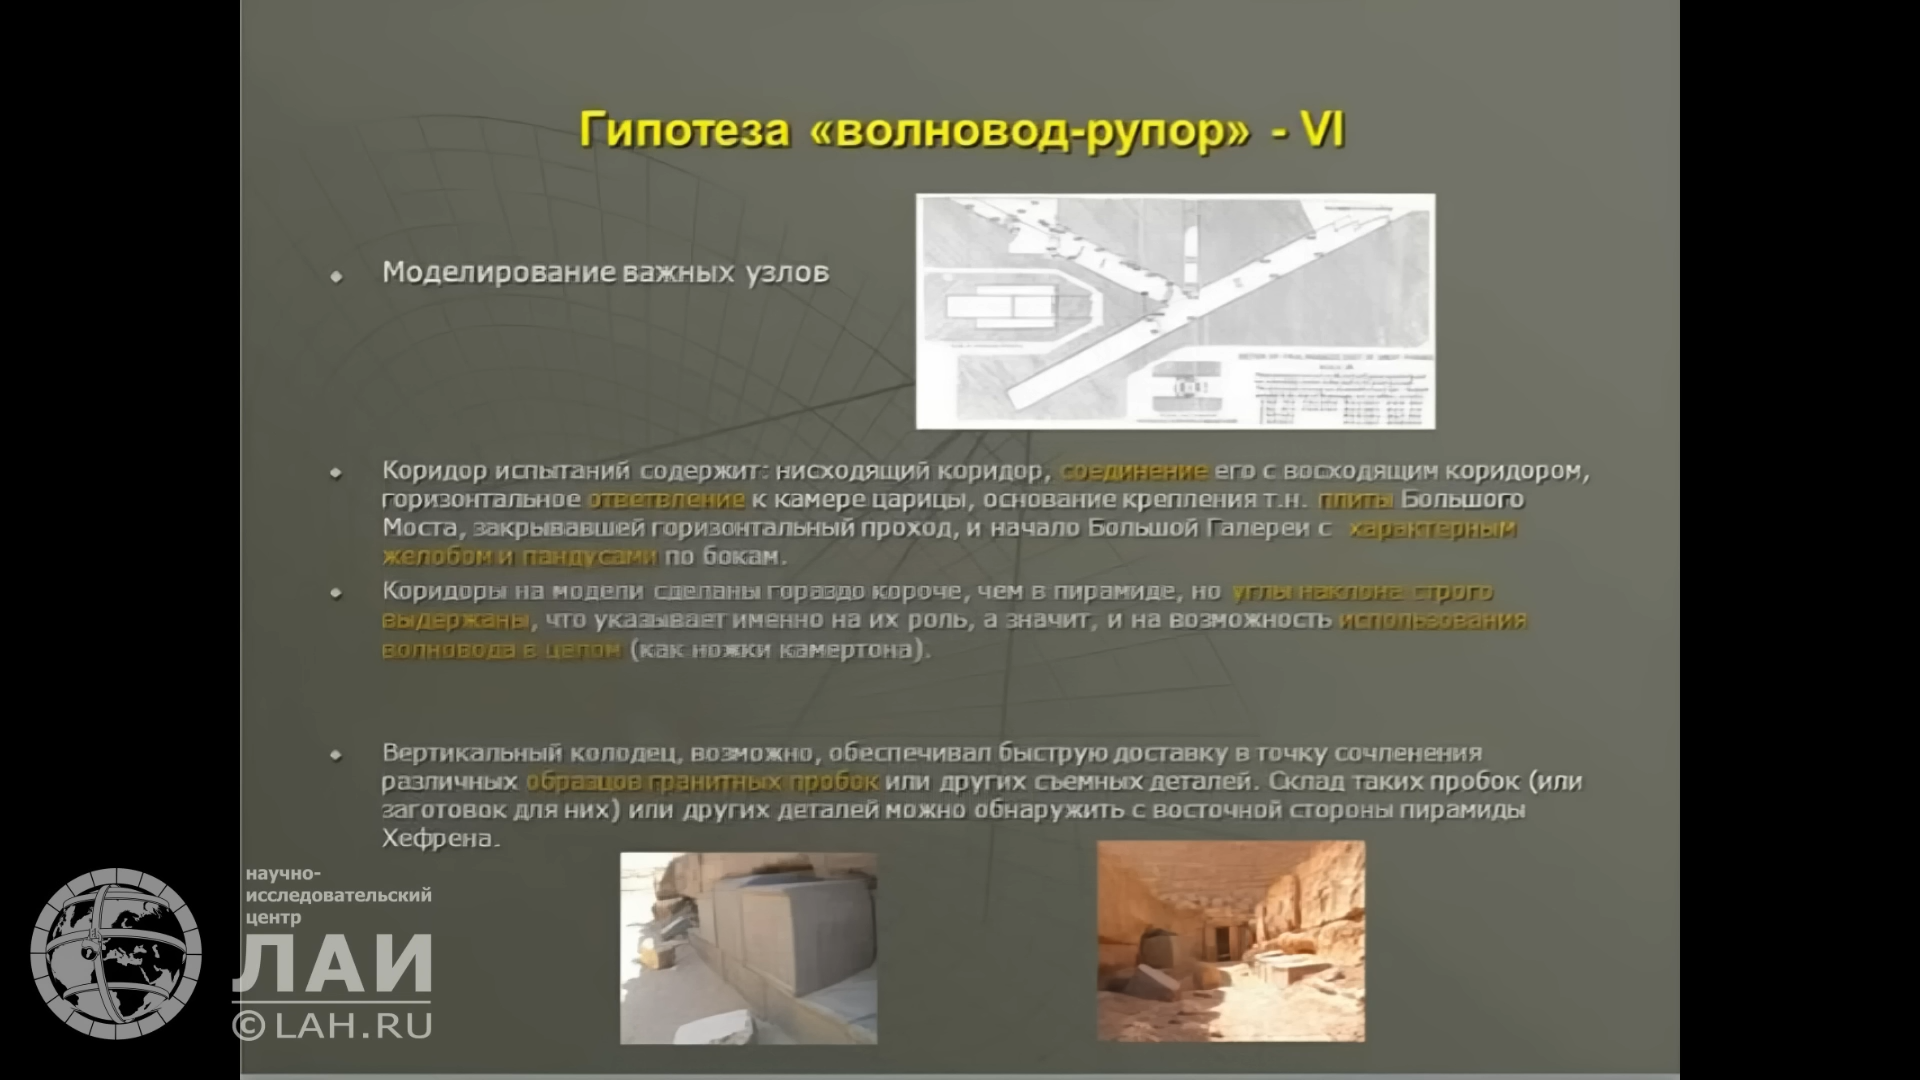 Гипотеза «волновод-рупор» - VI
Моделирование важных узлов
Коридор испытаний содержит: нисходящий коридор, соединение его с восходящим коридором,
горизонтальное ответвление к камере царицы, основание крепления т.н. плиты Большого
Моста, закрывавшей горизонтальный проход, и начало Большой Галереи с характерным
желобом и пандусами по бокам.
Коридоры на модели сделаны гораздо короче, чем в пирамиде, но углы наклона строго
выдержаны, что указывает именно на их роль, а значит, и на возможность использования
волновода в целом (как ножки камертона).
Вертикальный колодец, возможно, обеспечивал быструю доставку в точку сочленения
различных образцов гранитных пробок или других съемных деталей. Склад таких пробок (или
заготовок для них) или других деталей можно обнаружить с восточной стороны пирамиды
Хефрена.
научно-
исследовательский
центр
ЛАИ
©LAH.RU